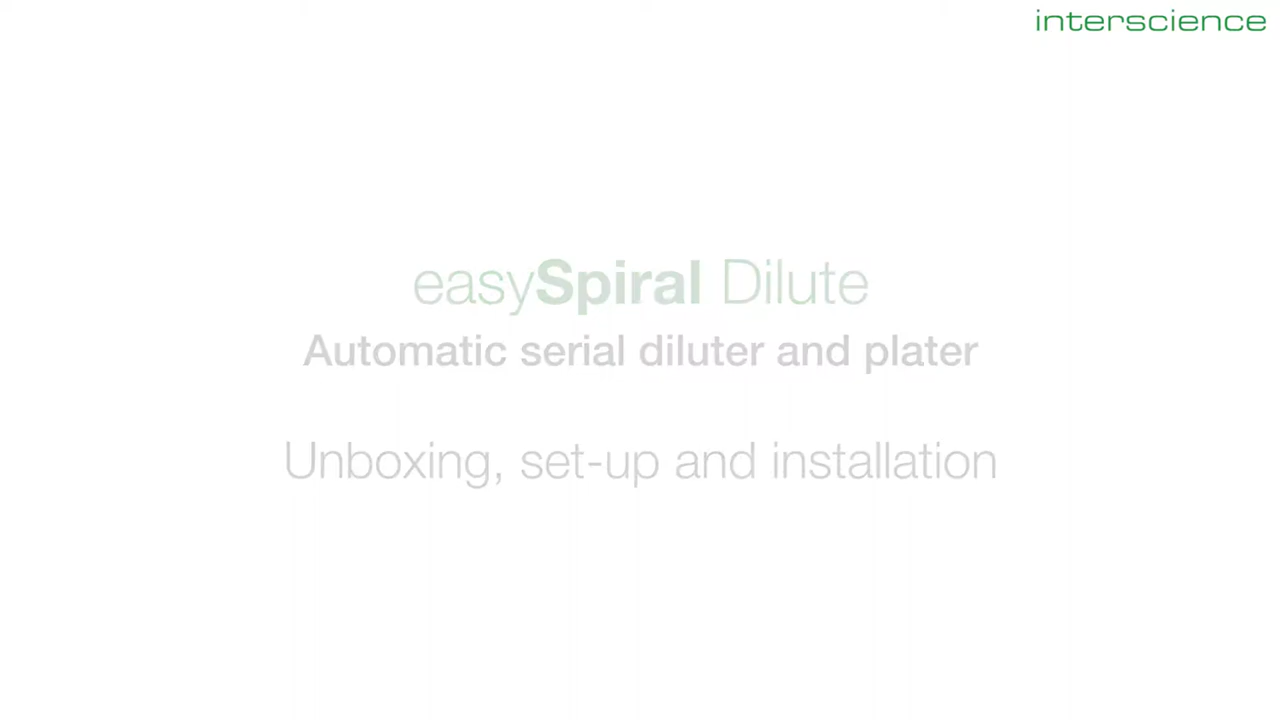 interscience
easySpiral Dilute
Automatic serial diluter and plater
Unboxing, set-up and installation